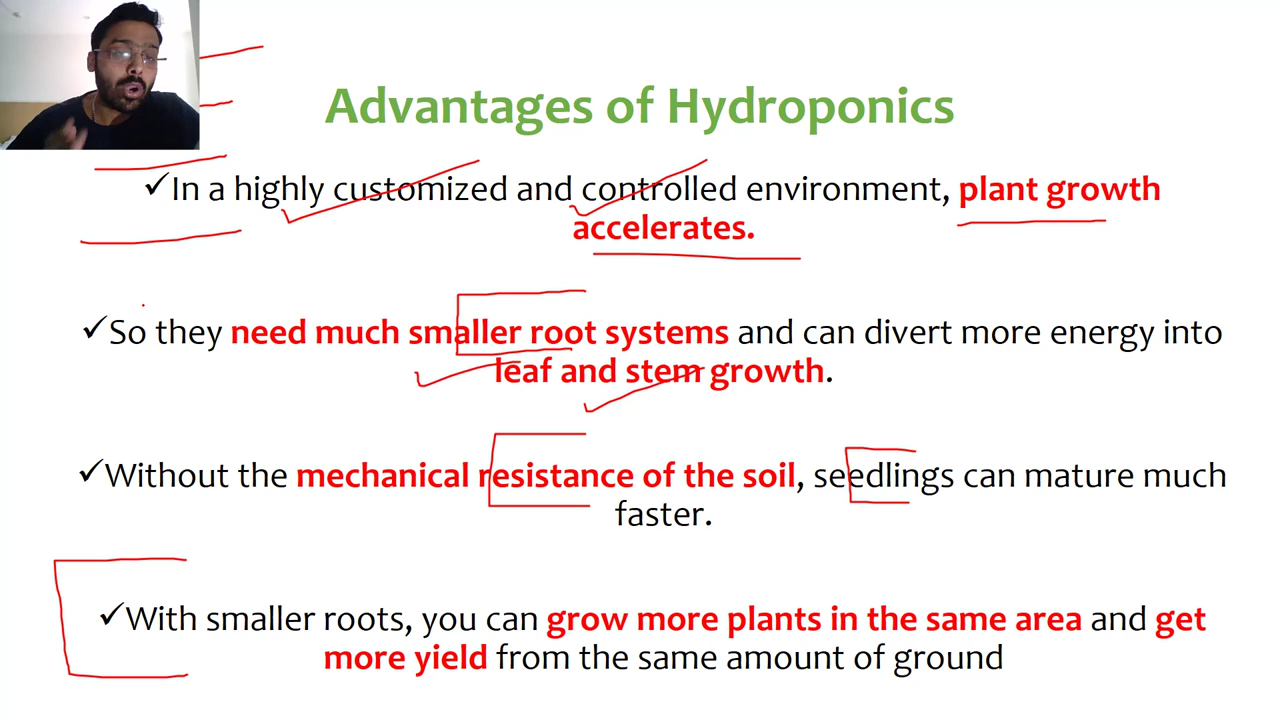 Advantages of Hydroponics
✓In a highly customized and controlled environment, plant growth
accelerates.
✓So they need much smaller root systems and can divert more energy into
leaf and stem growth.
✓Without the mechanical resistance of the soil, seedlings can mature much
faster.
✓With smaller roots, you can grow more plants in the same area and get
more yield from the same amount of ground